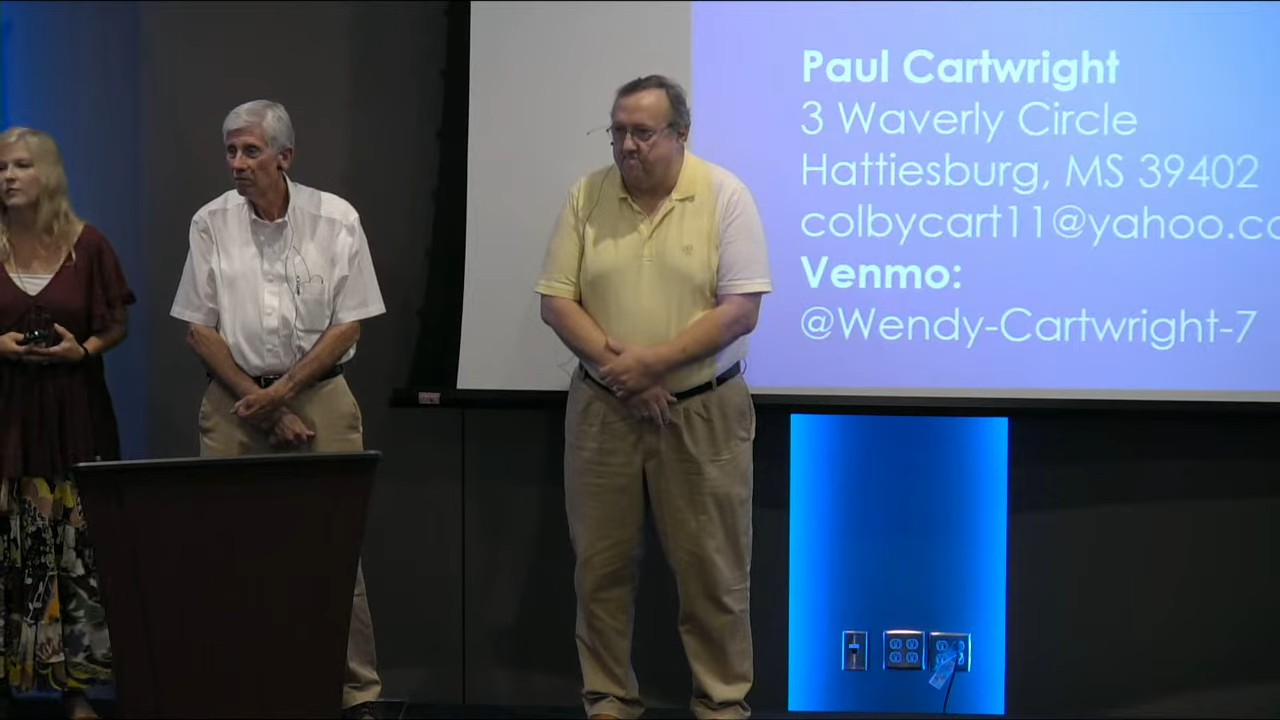 Paul Cartwright
3 Waverly Circle
Hattiesburg, MS 39402
colbycart11@yahoo.co
Venmo:
@Wendy-Cartwright-7